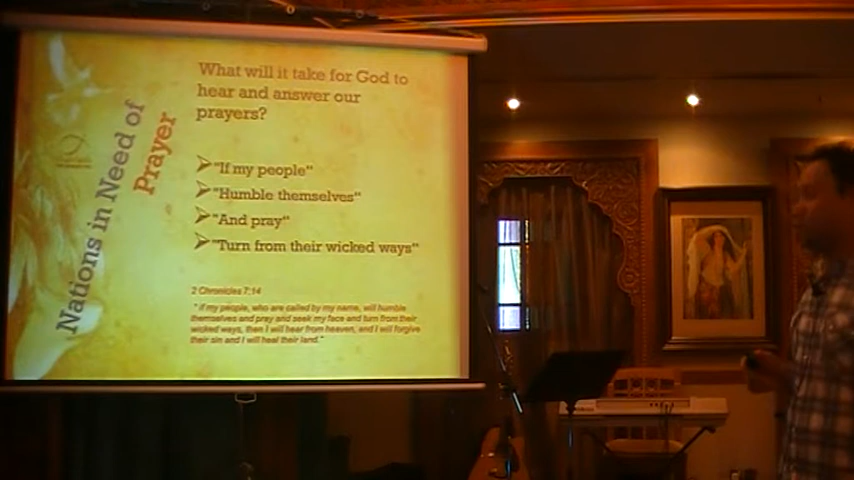 Nations in Need of
Prayer
What will it take for God to
hear and answer our
prayers?
"If my people"
"Humble themselves"
"And pray"
"Turn from their wicked ways"
2 Chronicles 7:14
" if my people, who are called by my name, will humble
themselves and pray and seek my face and turn from their
wicked ways, then I will hear from heaven, and I will forgive
their sin and I will heal their land."